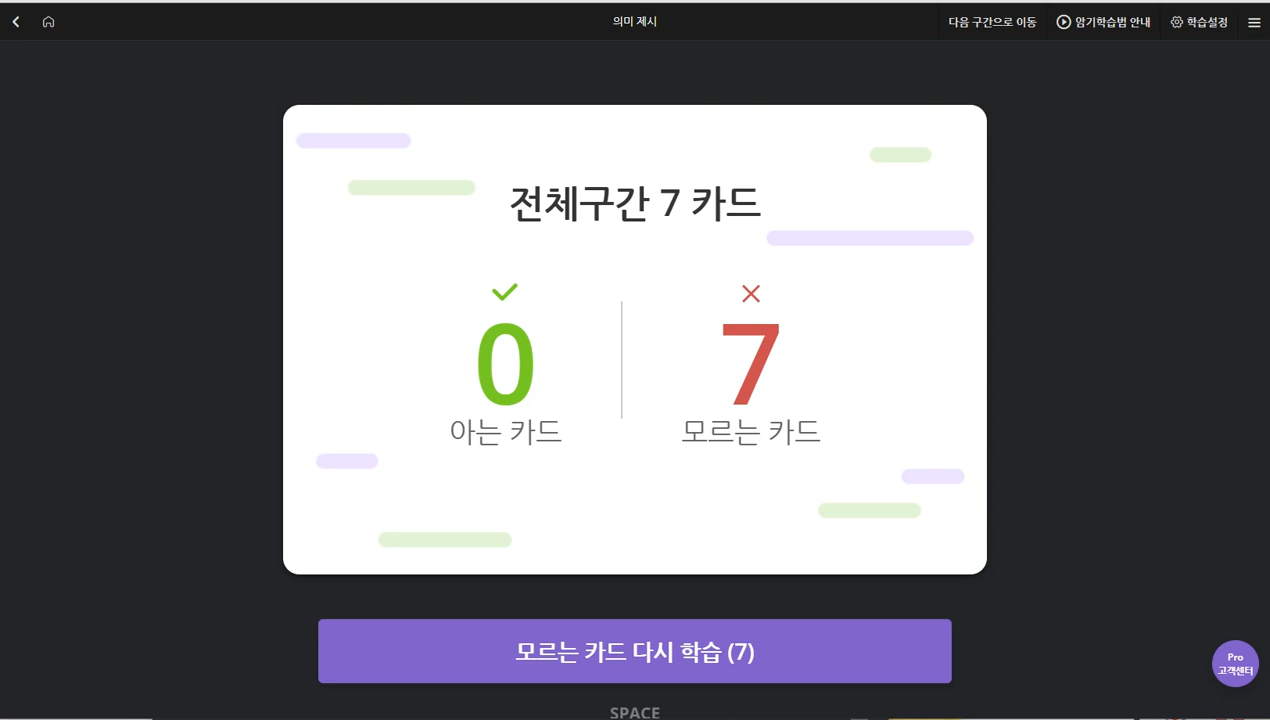 의미 제시
다음 구간으로 이동
암기학습법 안내
학습설정
전체구간 7 카드
0
7
아는 카드
모르는 카드
모르는 카드 다시 학습 (7)
Pro
고객센터
SPACE